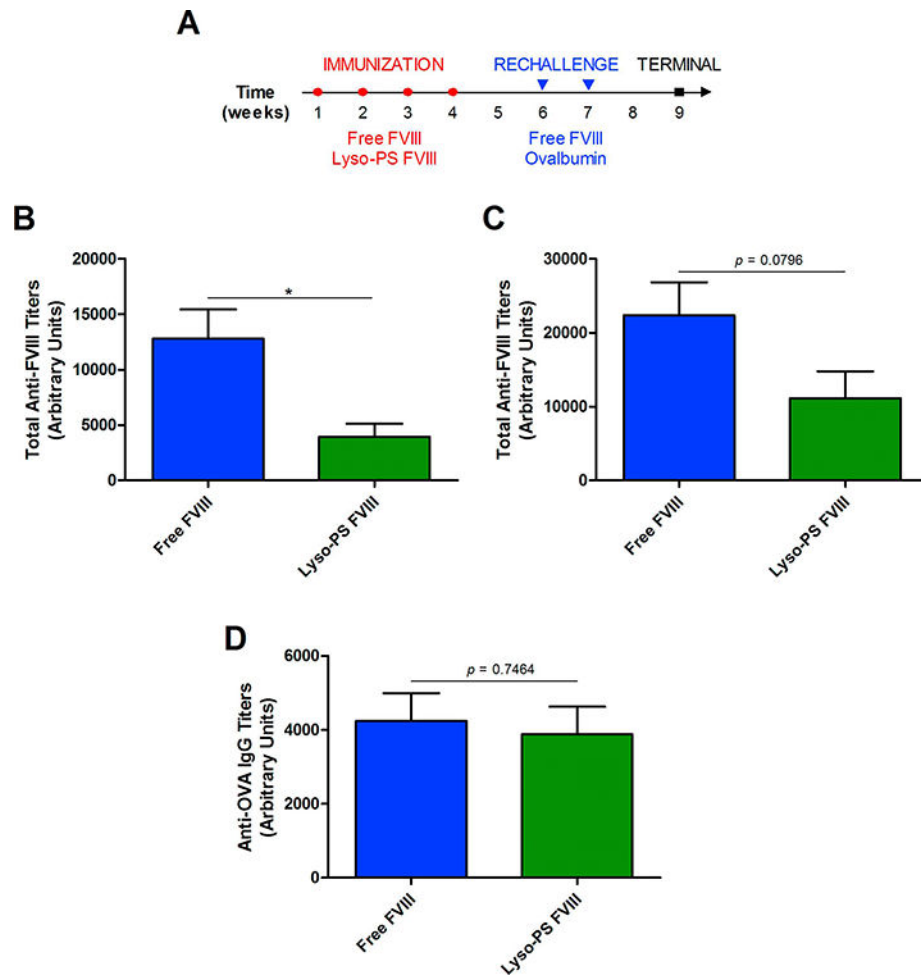 A
IMMUNIZATION RECHALLENGE TERMINAL
Time
(weeks)
1 2 3 4 5 6 7 8 9
Free FVIII
Lyso-PS FVIII
Free FVIII
Ovalbumin
B
Total Anti-FVIII Titers
(Arbitrary Units)
20000
15000
10000
5000
0
*
Free FVIII
Lyso-PS FVIII
C
Total Anti-FVIII Titers
(Arbitrary Units)
30000
20000
10000
0
p = 0.0796
Free FVIII
Lyso-PS FVIII
D
Anti-OVA IgG Titers
(Arbitrary Units)
6000
4000
2000
0
p = 0.7464
Free FVIII
Lyso-PS FVIII